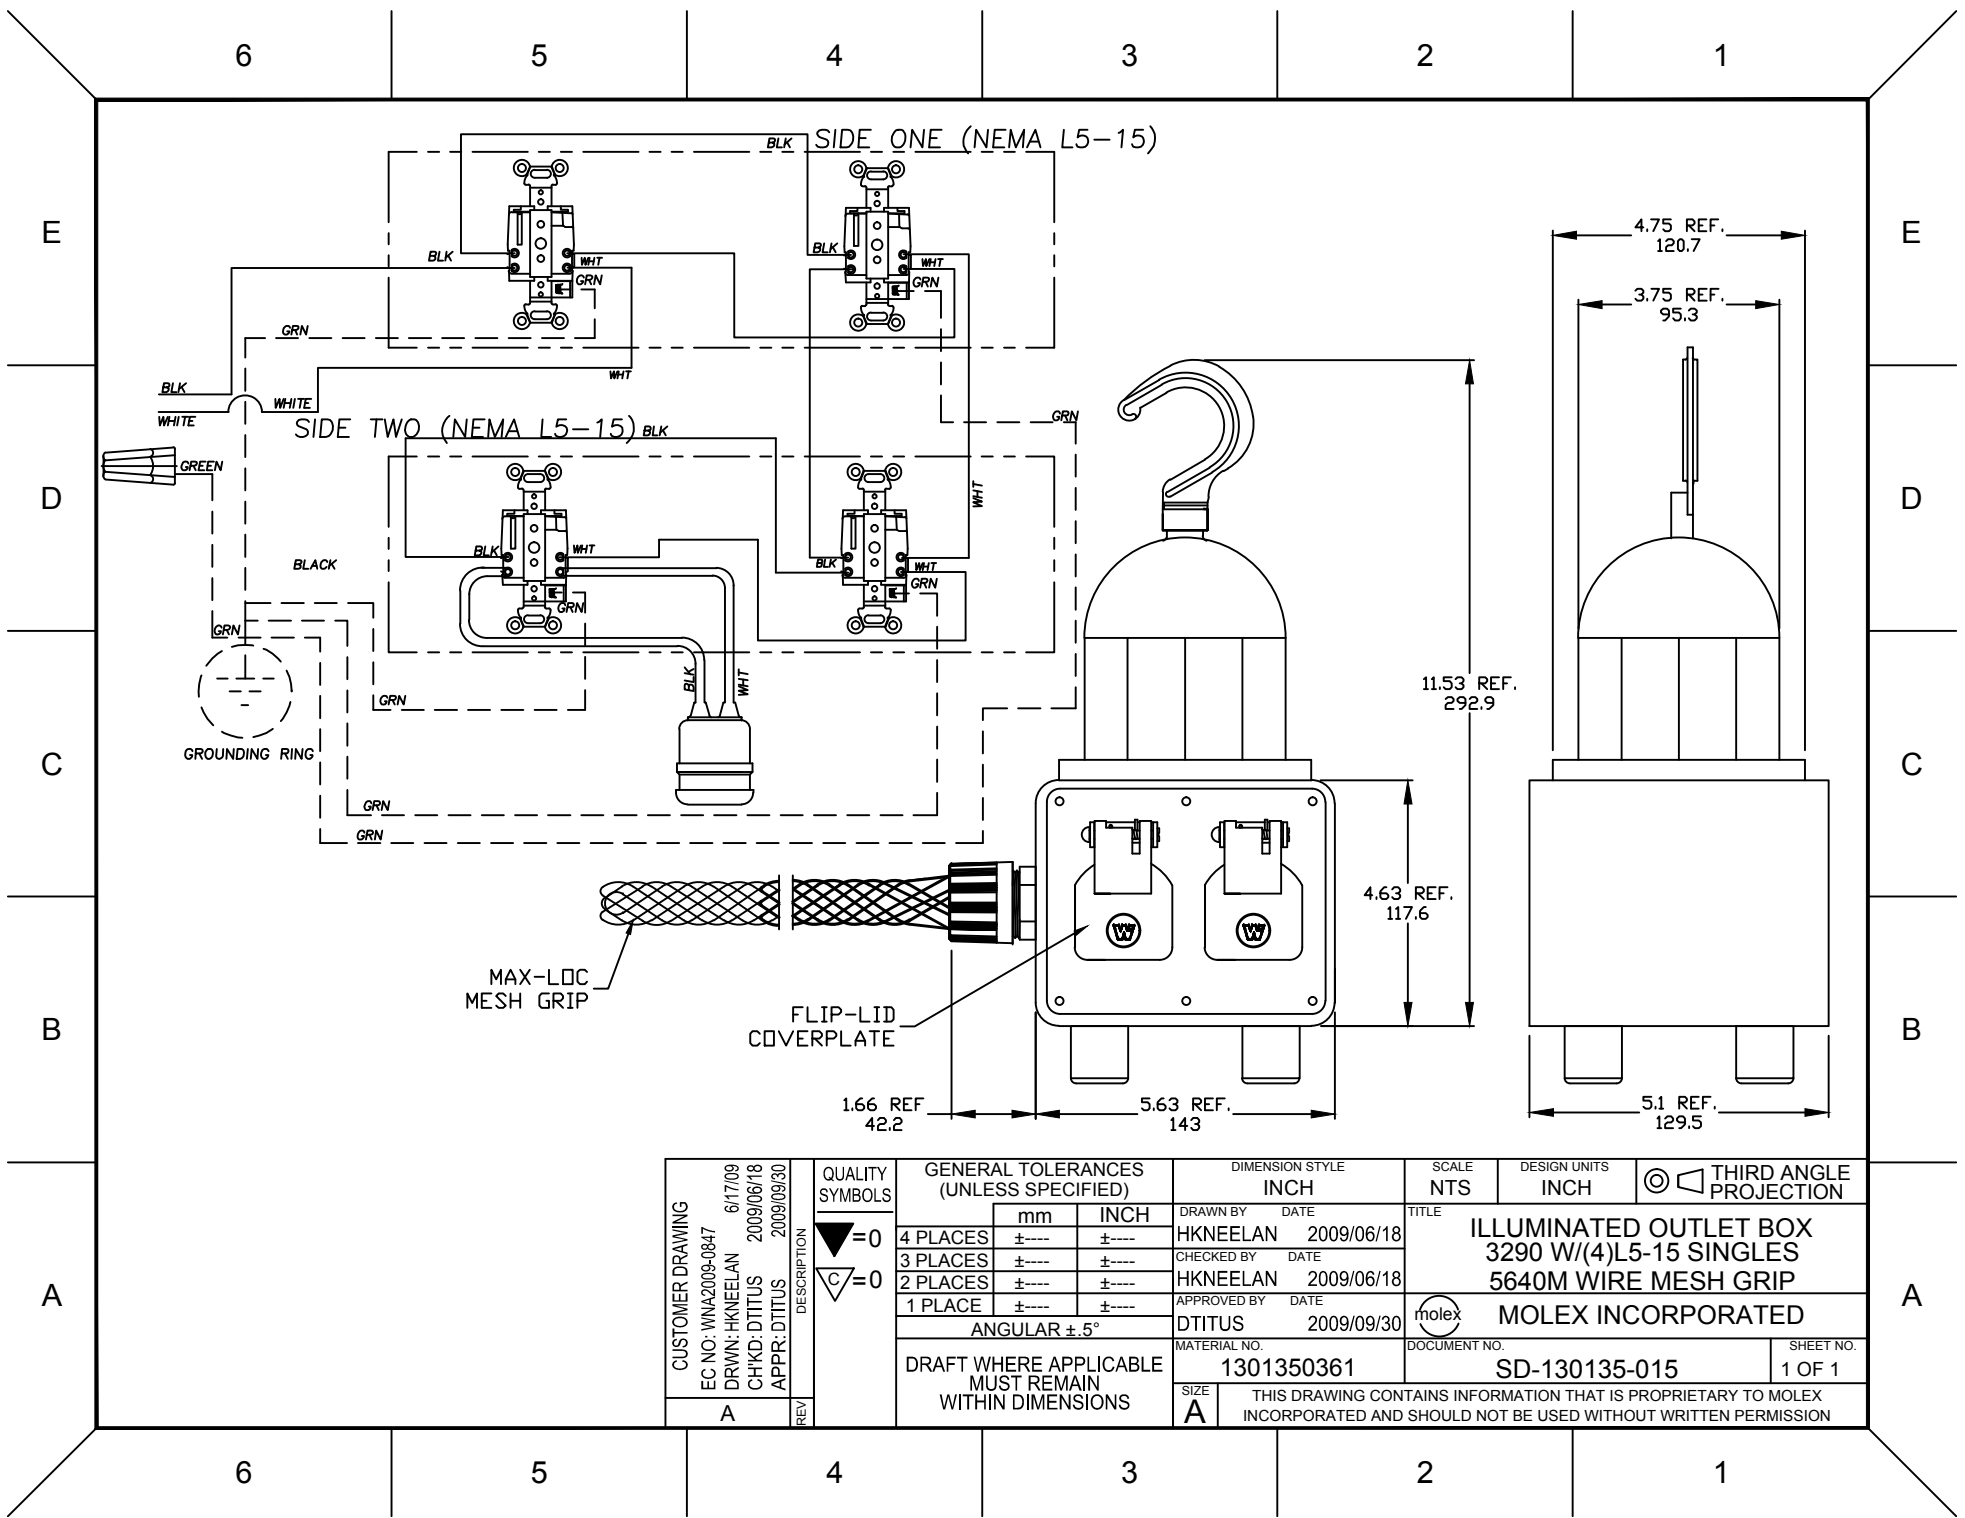 6 5 4 3 2 1
E E
D D
C C
B B
A A
6 5 4 3 2 1
SIDE ONE (NEMA L5-15)
BLK
BLK
WHT
GRN
BLK
WHT
GRN
GRN
WHT
BLK
WHITE
WHITE
GREEN
SIDE TWO (NEMA L5-15)
BLK
GRN
WHT
BLK
WHT
GRN
BLK
WHT
GRN
BLACK
GRN
GROUNDING RING
BLK
WHT
GRN
GRN
GRN
MAX-LOC
MESH GRIP
FLIP-LID
COVERPLATE
4.75 REF.
120.7
3.75 REF.
95.3
11.53 REF.
292.9
4.63 REF.
117.6
1.66 REF
42.2
5.63 REF.
143
5.1 REF.
129.5
W W
CUSTOMER DRAWING
EC NO: WNA2009-0847
DRWN: HKNEELAN 6/17/09
CH'KD: DTITUS 2009/06/18
APPR: DTITUS 2009/09/30
DESCRIPTION
A
REV
QUALITY
SYMBOLS
=0
C =0
GENERAL TOLERANCES
(UNLESS SPECIFIED)
mm INCH
4 PLACES ±---- ±----
3 PLACES ±---- ±----
2 PLACES ±---- ±----
1 PLACE ±---- ±----
ANGULAR ±.5°
DRAFT WHERE APPLICABLE
MUST REMAIN
WITHIN DIMENSIONS
DIMENSION STYLE
INCH
SCALE
NTS
DESIGN UNITS
INCH
THIRD ANGLE
PROJECTION
DRAWN BY DATE
HKNEELAN 2009/06/18
CHECKED BY DATE
HKNEELAN 2009/06/18
APPROVED BY DATE
DTITUS 2009/09/30
TITLE
ILLUMINATED OUTLET BOX
3290 W/(4)L5-15 SINGLES
5640M WIRE MESH GRIP
molex
MOLEX INCORPORATED
MATERIAL NO.
1301350361
DOCUMENT NO.
SD-130135-015
SHEET NO.
1 OF 1
SIZE
A
THIS DRAWING CONTAINS INFORMATION THAT IS PROPRIETARY TO MOLEX
INCORPORATED AND SHOULD NOT BE USED WITHOUT WRITTEN PERMISSION